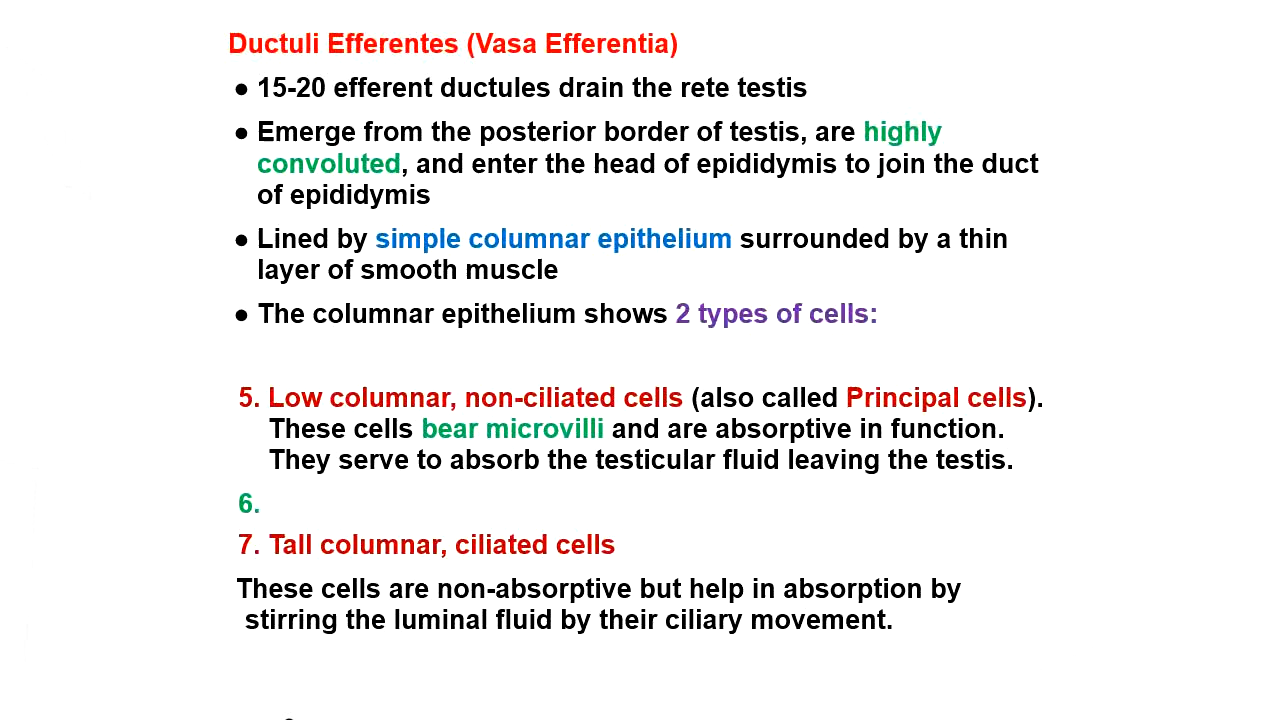 Ductuli Efferentes (Vasa Efferentia)
● 15-20 efferent ductules drain the rete testis
● Emerge from the posterior border of testis, are highly
convoluted, and enter the head of epididymis to join the duct
of epididymis
● Lined by simple columnar epithelium surrounded by a thin
layer of smooth muscle
● The columnar epithelium shows 2 types of cells:
5. Low columnar, non-ciliated cells (also called Principal cells).
These cells bear microvilli and are absorptive in function.
They serve to absorb the testicular fluid leaving the testis.
6.
7. Tall columnar, ciliated cells
These cells are non-absorptive but help in absorption by
stirring the luminal fluid by their ciliary movement.